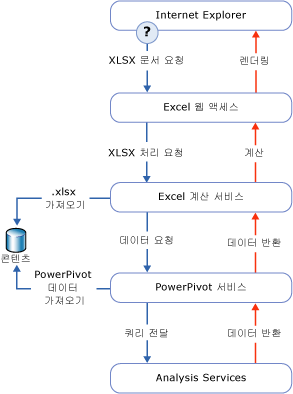 Internet Explorer
?
XLSX 문서 요청
렌더링
Excel 웹 액세스
XLSX 처리 요청
계산
.xlsx
가져오기
Excel 계산 서비스
데이터 요청
데이터 반환
콘텐츠
PowerPivot
데이터
가져오기
PowerPivot 서비스
쿼리 전달
데이터 반환
Analysis Services